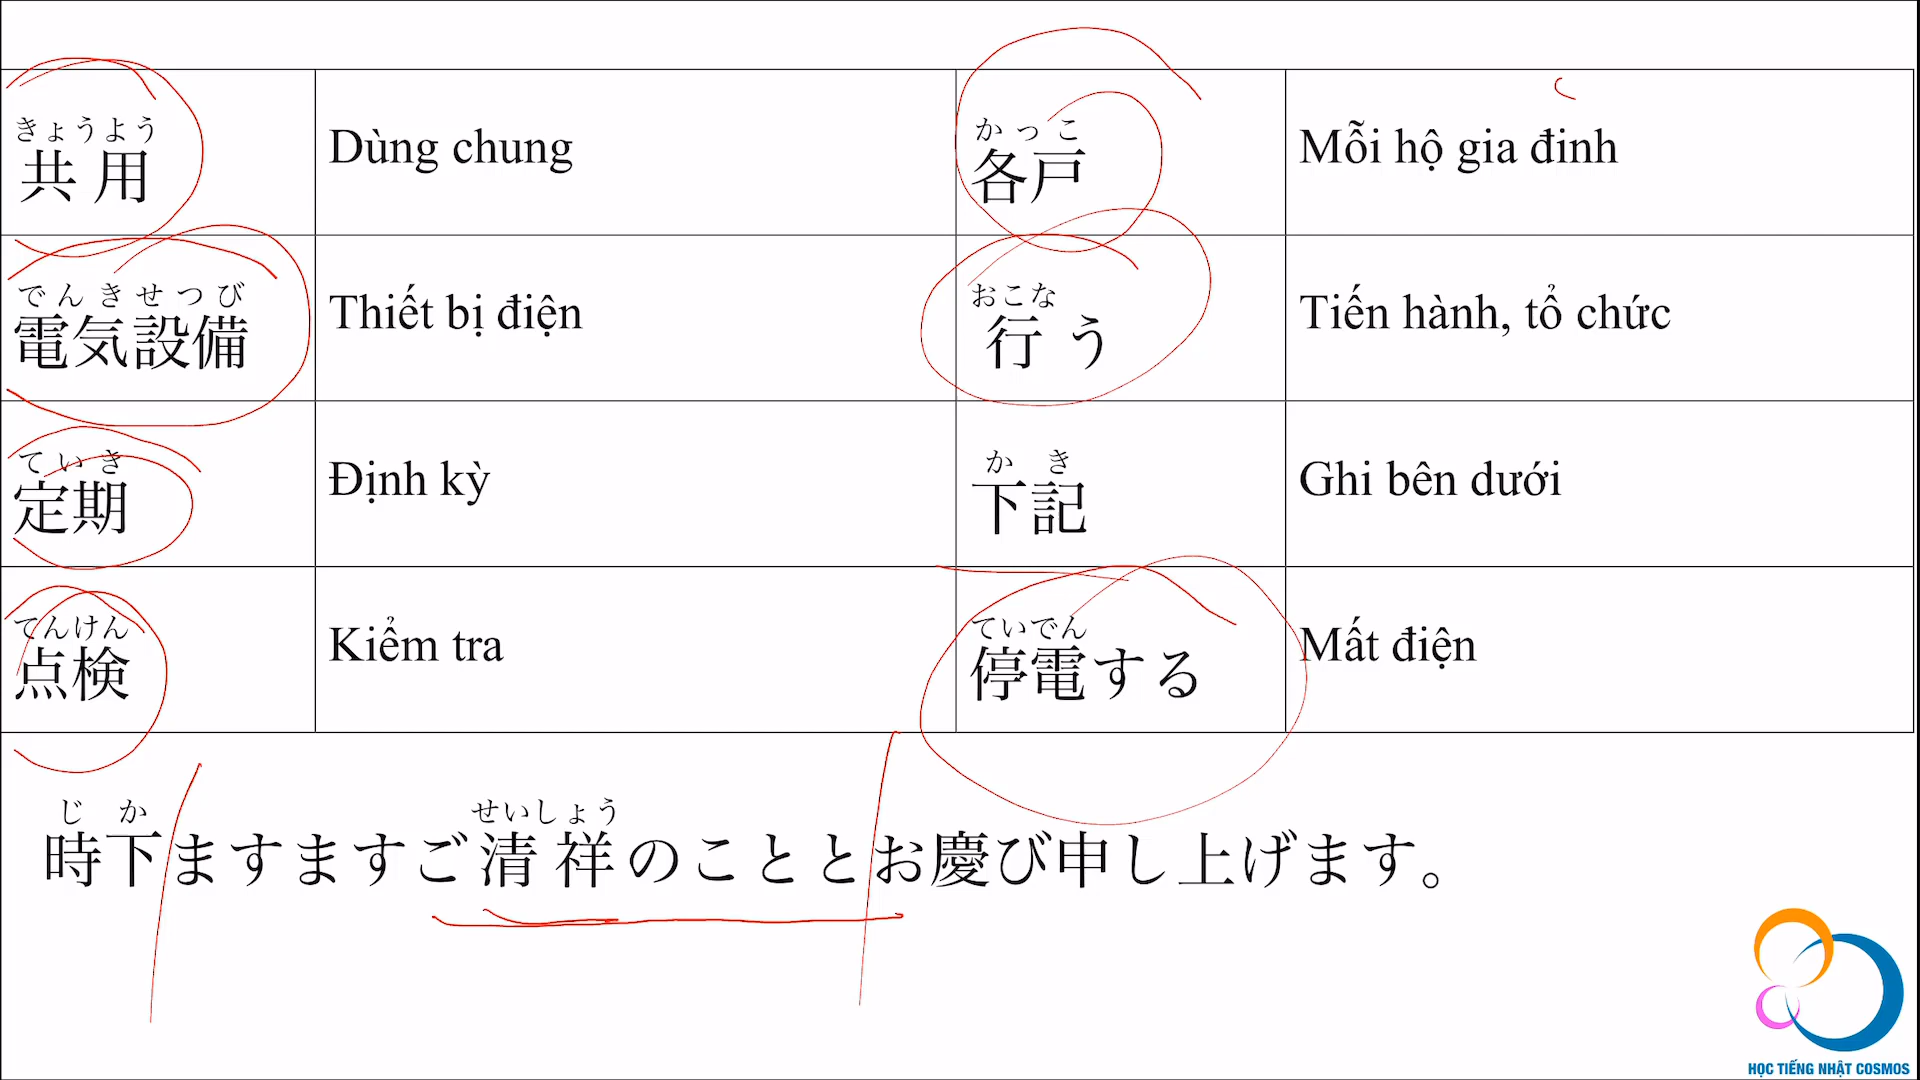 きょうよう
共用
Dùng chung
かっこ
各戸
Mỗi hộ gia đinh
でんきせつび
電気設備
Thiết bị điện
おこな
行う
Tiến hành, tổ chức
ていき
定期
Định kỳ
かき
下記
Ghi bên dưới
てんけん
点検
Kiểm tra
ていでん
停電する
Mất điện
じか せいしょう
時下ますますご清祥のこととお慶び申し上げます。
HỌC TIẾNG NHẬT COSMOS